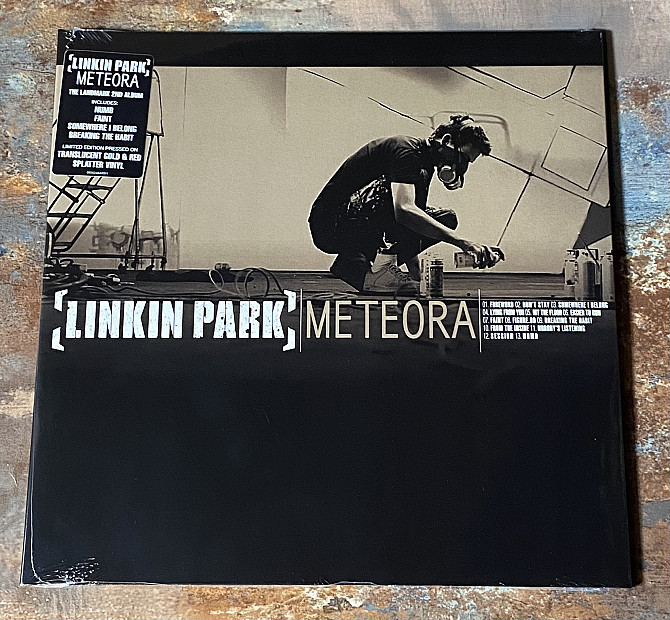 [LINKIN PARK]
METEORA
THE LANDMARK 2ND ALBUM
INCLUDES:
NUMB
FAINT
SOMEWHERE I BELONG
BREAKING THE HABIT
LIMITED EDITION PRESSED ON
TRANSLUCENT GOLD & RED
SPLATTER VINYL
[LINKIN PARK] METEORA
01. FOREWORD 02. DON'T STAY 03. SOMEWHERE I BELONG
04. LYING FROM YOU 05. HIT THE FLOOR 06. EASIER TO RUN
07. FAINT 08. FIGURE.09 09. BREAKING THE HABIT
10. FROM THE INSIDE 11. NOBODY'S LISTENING
12. SESSION 13. NUMB